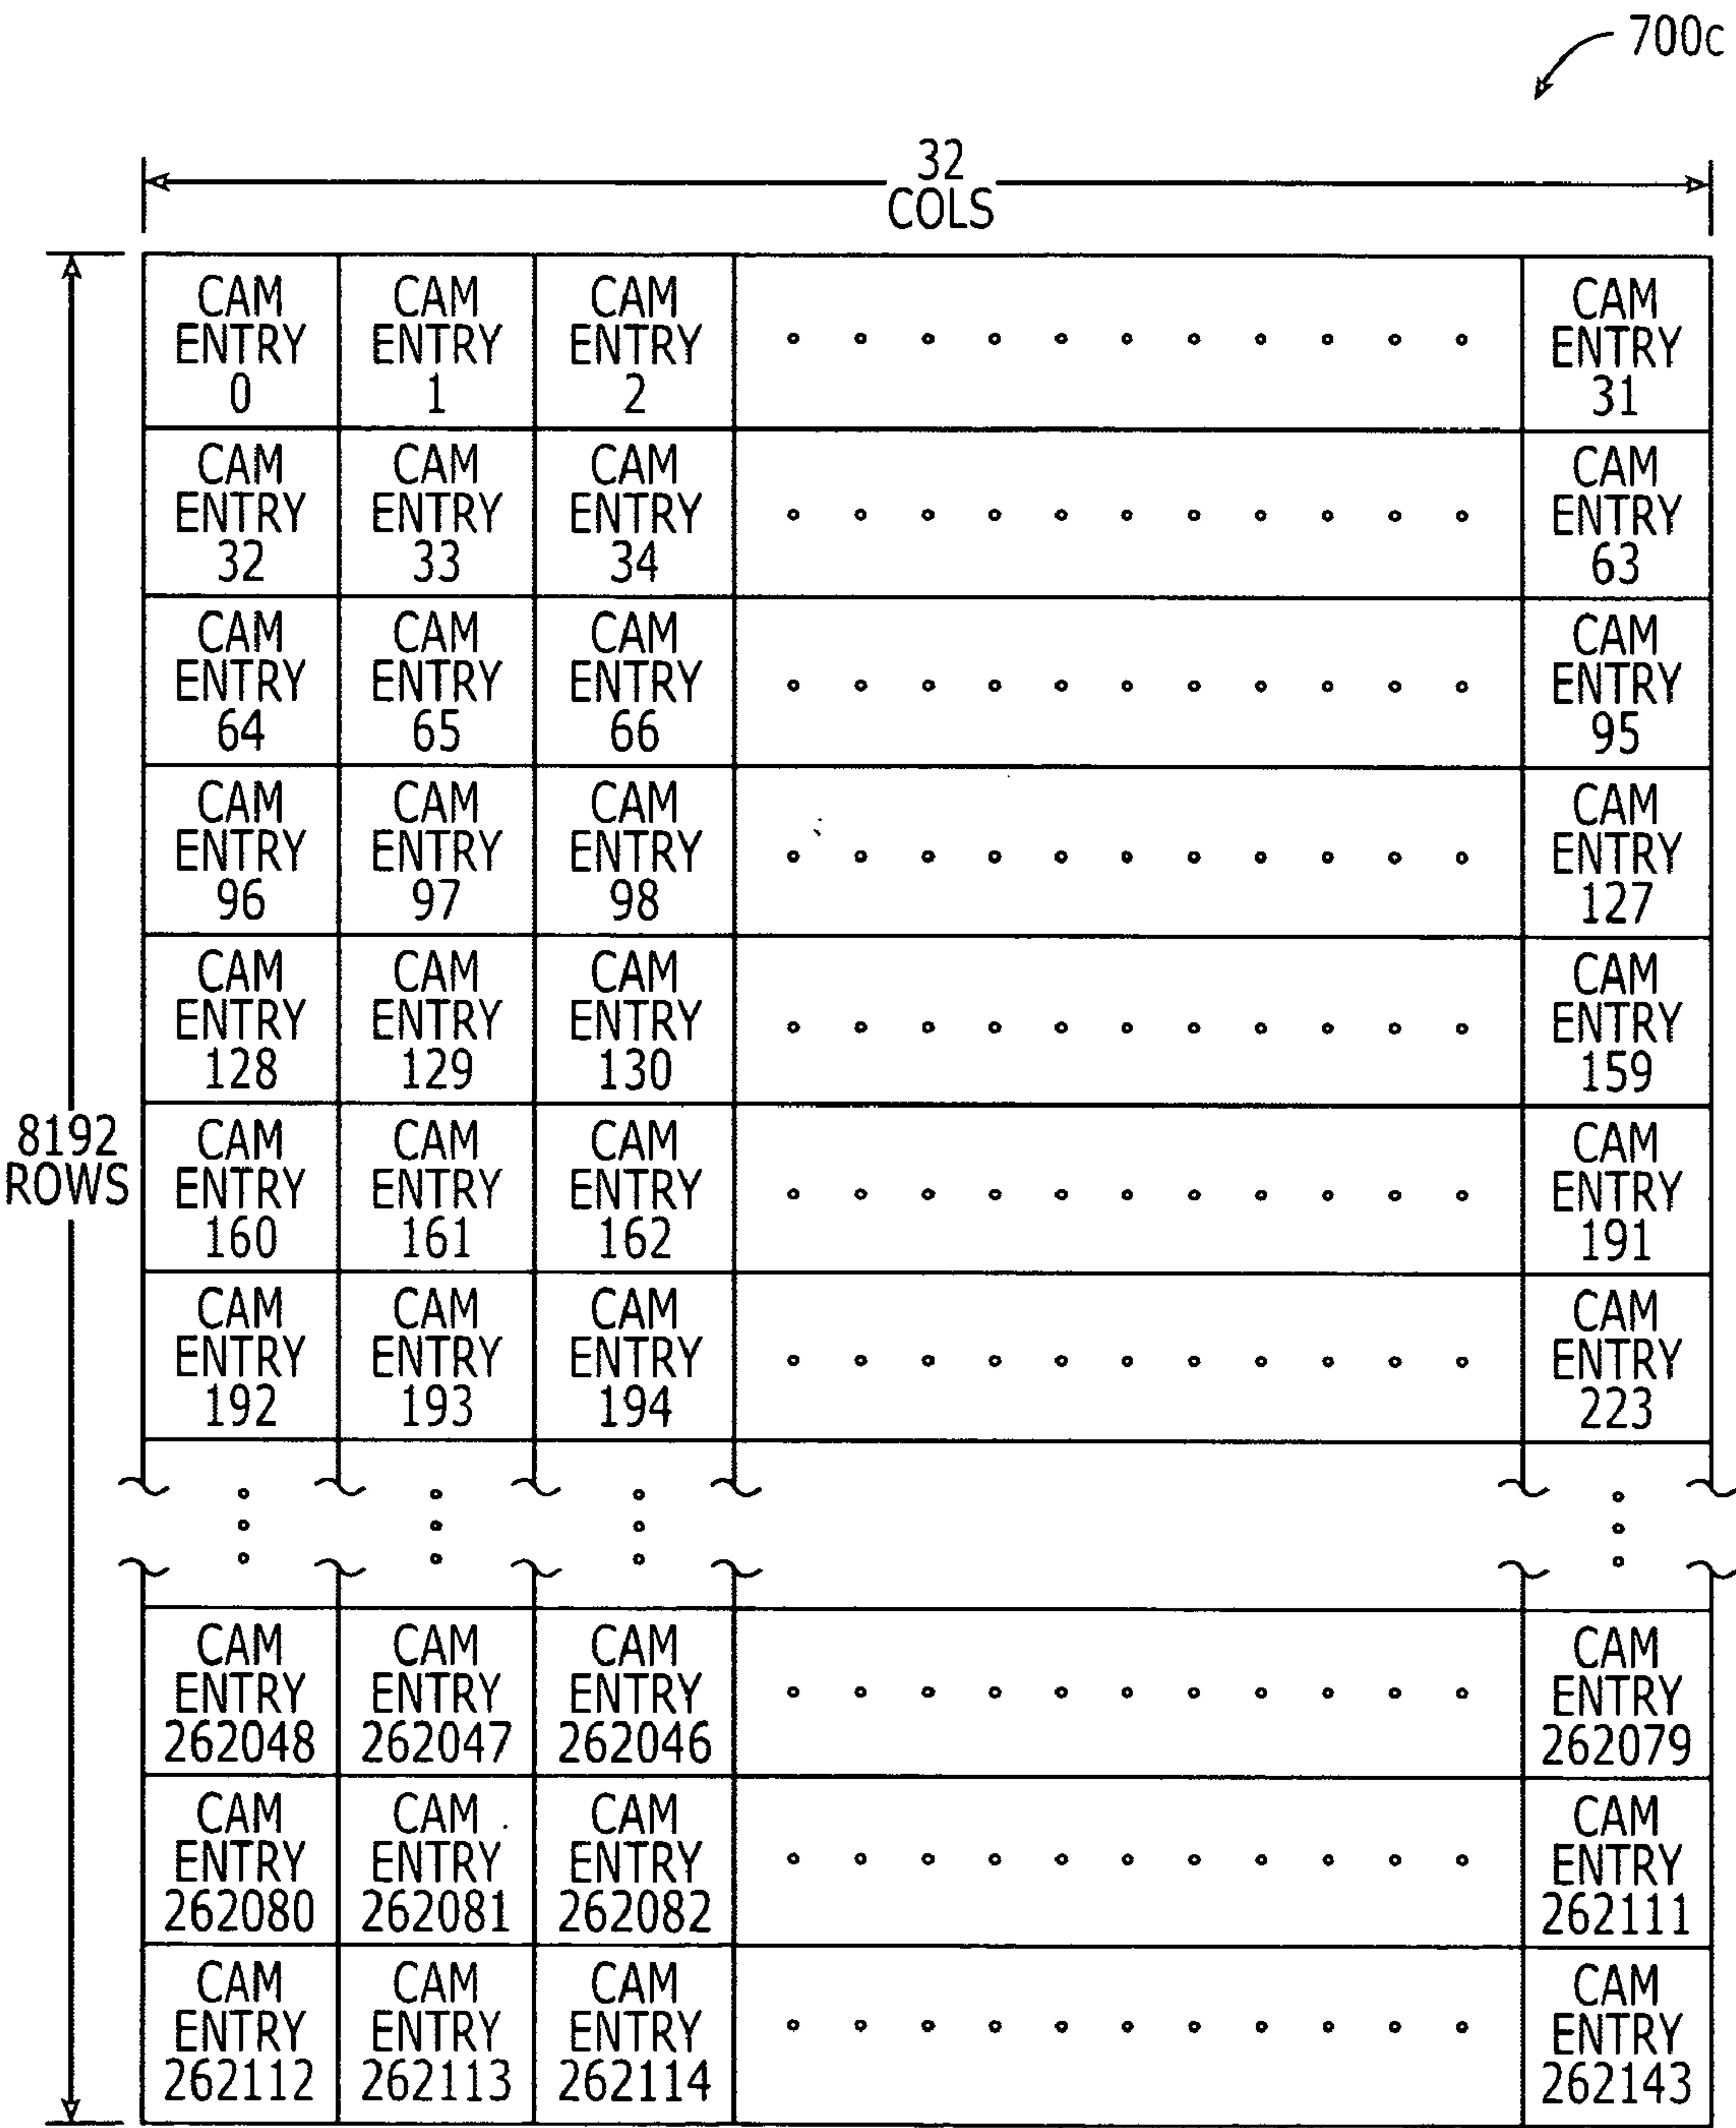 700c
32
COLS
8192
ROWS
CAM ENTRY 0
CAM ENTRY 1
CAM ENTRY 2
CAM ENTRY 31
CAM ENTRY 32
CAM ENTRY 33
CAM ENTRY 34
CAM ENTRY 63
CAM ENTRY 64
CAM ENTRY 65
CAM ENTRY 66
CAM ENTRY 95
CAM ENTRY 96
CAM ENTRY 97
CAM ENTRY 98
CAM ENTRY 127
CAM ENTRY 128
CAM ENTRY 129
CAM ENTRY 130
CAM ENTRY 159
CAM ENTRY 160
CAM ENTRY 161
CAM ENTRY 162
CAM ENTRY 191
CAM ENTRY 192
CAM ENTRY 193
CAM ENTRY 194
CAM ENTRY 223
CAM ENTRY 262048
CAM ENTRY 262047
CAM ENTRY 262046
CAM ENTRY 262079
CAM ENTRY 262080
CAM ENTRY 262081
CAM ENTRY 262082
CAM ENTRY 262111
CAM ENTRY 262112
CAM ENTRY 262113
CAM ENTRY 262114
CAM ENTRY 262143